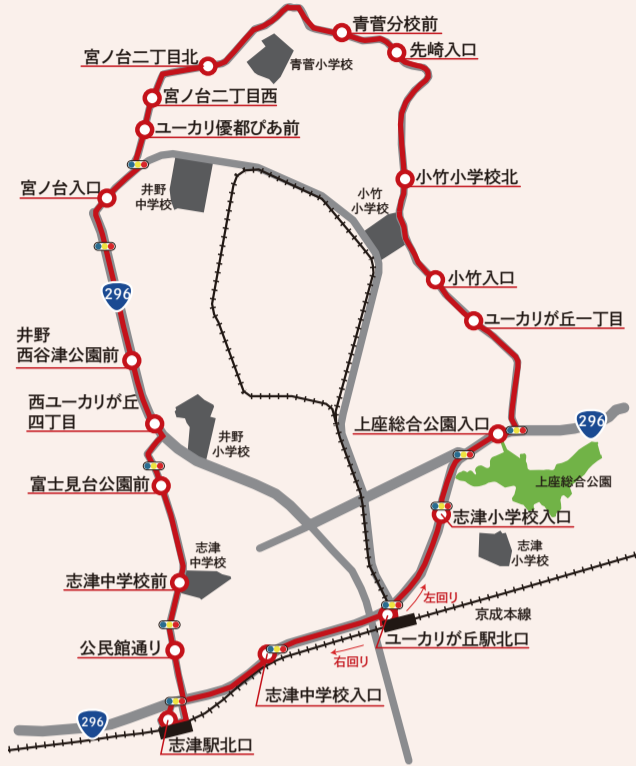 青菅分校前
先崎入口
宮ノ台二丁目北
青菅小学校
宮ノ台二丁目西
ユーカリ優都ぴあ前
宮ノ台入口
井野
中学校
小竹
小学校
小竹小学校北
296
小竹入口
ユーカリが丘一丁目
井野
西谷津公園前
西ユーカリが丘
四丁目
井野
小学校
上座総合公園入口
296
富士見台公園前
上座総合公園
志津小学校入口
志津
中学校
志津
小学校
志津中学校前
左回り
京成本線
ユーカリが丘駅北口
公民館通り
右回り
志津中学校入口
296
志津駅北口